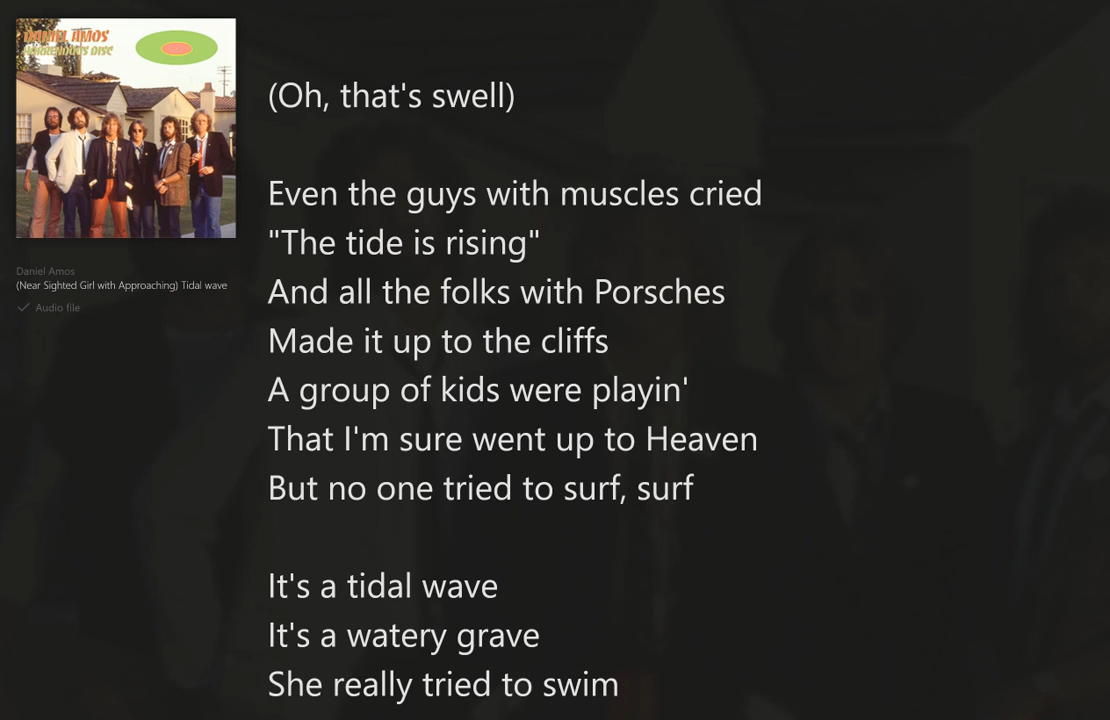 DANIEL AMOS
HORRENDOUS DISC
Daniel Amos
(Near Sighted Girl with Approaching) Tidal wave
Audio file
(Oh, that's swell)
Even the guys with muscles cried
"The tide is rising"
And all the folks with Porsches
Made it up to the cliffs
A group of kids were playin'
That I'm sure went up to Heaven
But no one tried to surf, surf
It's a tidal wave
It's a watery grave
She really tried to swim